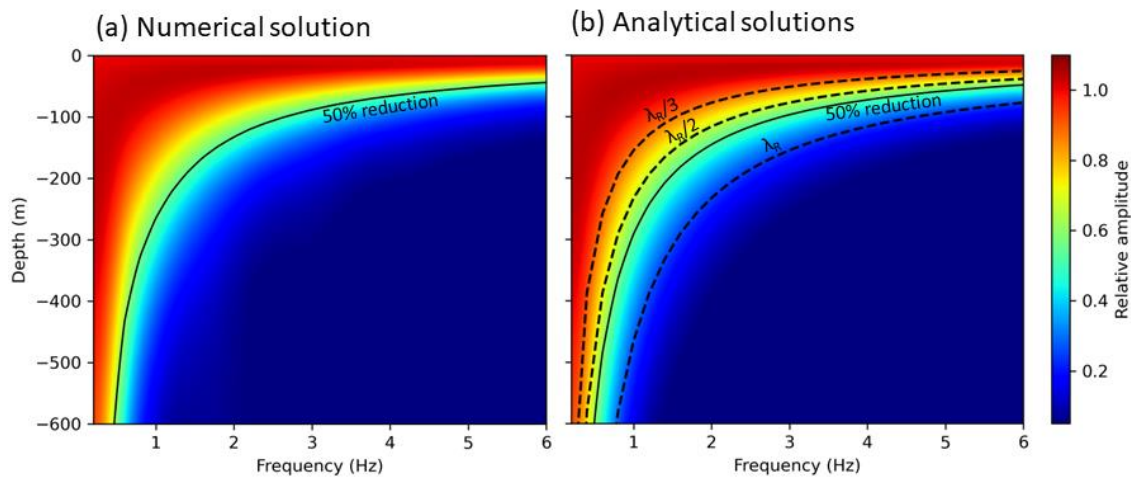 (a) Numerical solution
(b) Analytical solutions
0
−100
−200
−300
−400
−500
−600
Depth (m)
50% reduction
1
2
3
4
5
6
Frequency (Hz)
λR/3
λR/2
50% reduction
λR
1
2
3
4
5
6
Frequency (Hz)
1.0
0.8
0.6
0.4
0.2
Relative amplitude